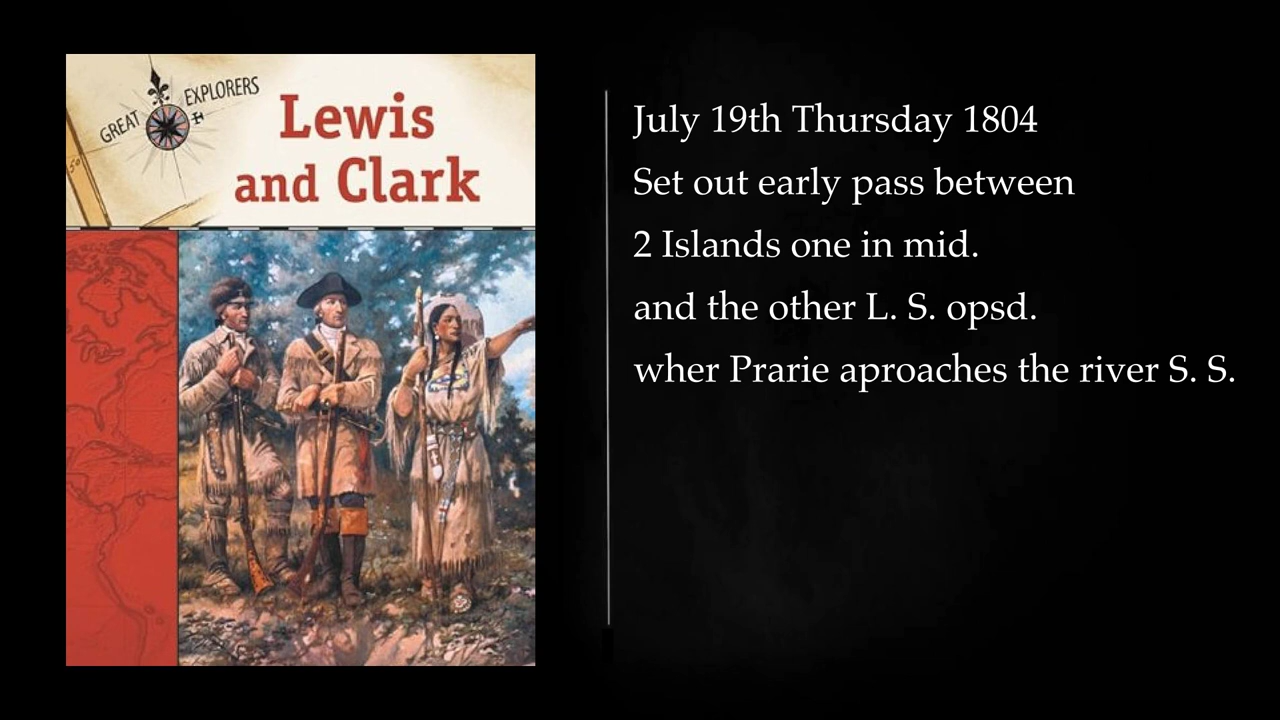 GREAT EXPLORERS
Lewis
and Clark
50
July 19th Thursday 1804
Set out early pass between
2 Islands one in mid.
and the other L. S. opsd.
wher Prarie aproaches the river S. S.